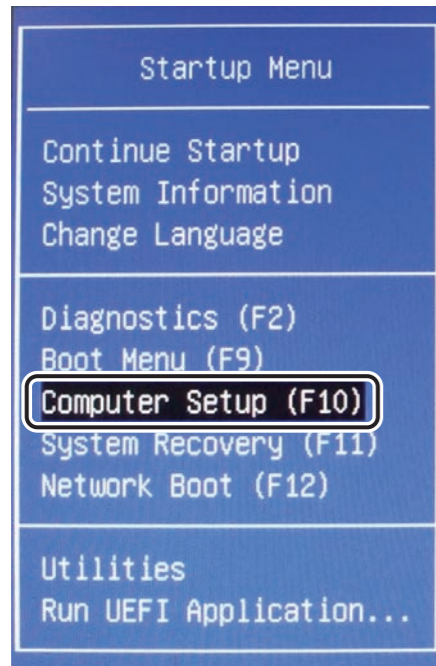 Startup Menu
Continue Startup
System Information
Change Language
Diagnostics (F2)
Boot Menu (F9)
Computer Setup (F10)
System Recovery (F11)
Network Boot (F12)
Utilities
Run UEFI Application...